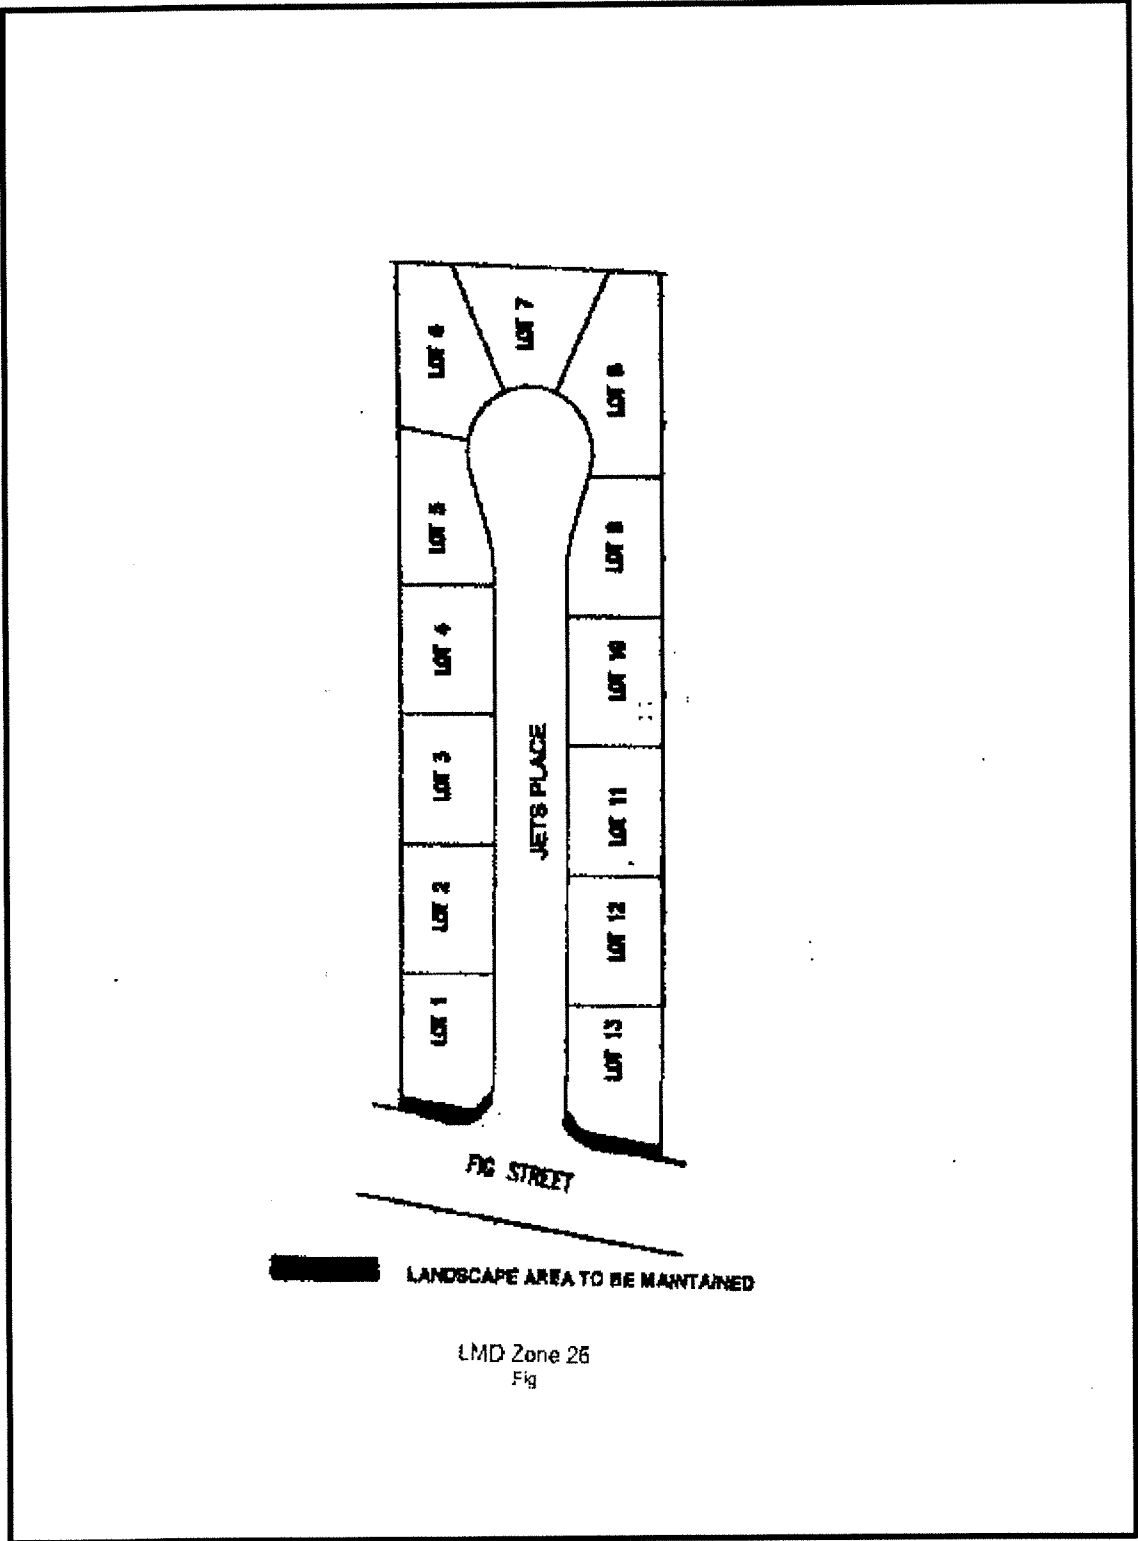 LOT 7
LOT 6
LOT 8
LOT 5
LOT 9
LOT 4
LOT 10
LOT 3
LOT 11
JETS PLACE
LOT 2
LOT 12
LOT 1
LOT 13
FIG STREET
LANDSCAPE AREA TO BE MAINTAINED
LMD Zone 26
Fig